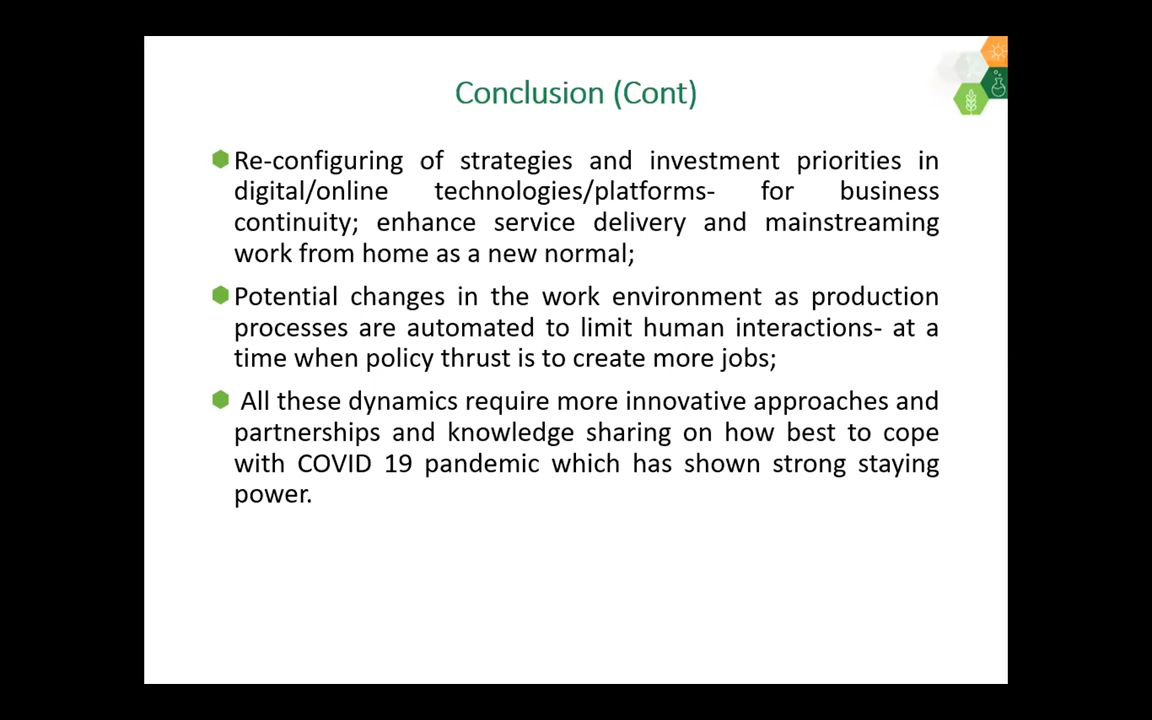 Conclusion (Cont)
Re-configuring of strategies and investment priorities in
digital/online technologies/platforms- for business
continuity; enhance service delivery and mainstreaming
work from home as a new normal;
Potential changes in the work environment as production
processes are automated to limit human interactions- at a
time when policy thrust is to create more jobs;
All these dynamics require more innovative approaches and
partnerships and knowledge sharing on how best to cope
with COVID 19 pandemic which has shown strong staying
power.